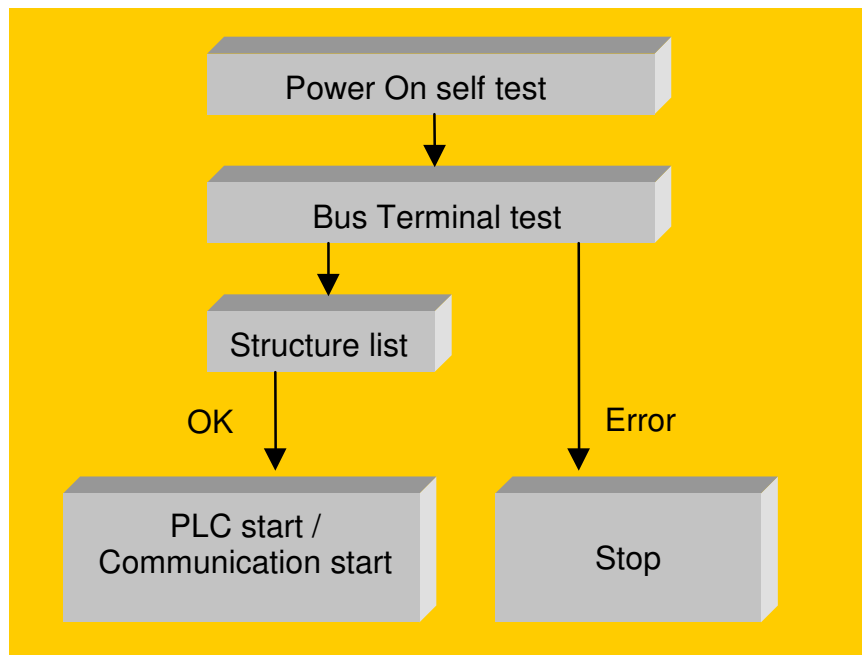 Power On self test
Bus Terminal test
Structure list
OK
Error
PLC start /
Communication start
Stop